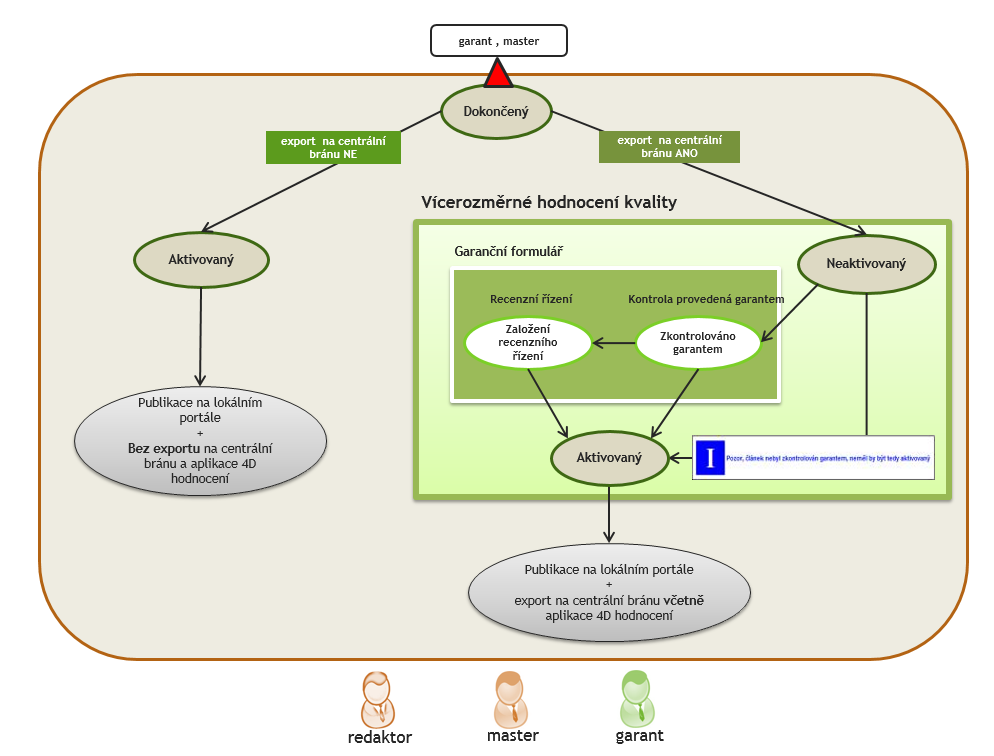 garant , master
Dokončený
export na centrální
bránu NE
export na centrální
bránu ANO
Vícerozměrné hodnocení kvality
Aktivovaný
Garanční formulář
Neaktivovaný
Recenzní řízení
Kontrola provedená garantem
Založení
recenzního
řízení
Zkontrolováno
garantem
Publikace na lokálním
portále
+
Bez exportu na centrální
bránu a aplikace 4D
hodnocení
Aktivovaný
I
Pozor, článek nebyl zkontrolován garantem, neměl by být tedy aktivovaný
Publikace na lokálním portále
+
export na centrální bránu včetně
aplikace 4D hodnocení
redaktor
master
garant